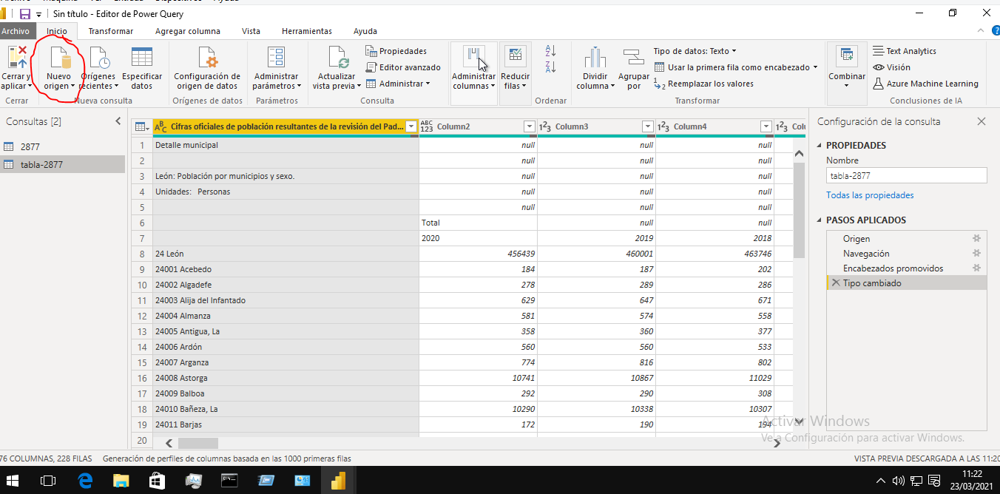 Archivo Máquina Ver Entrada Dispositivos Ayuda
Sin título - Editor de Power Query
Archivo Inicio Transformar Agregar columna Vista Herramientas Ayuda
Cerrar y aplicar
Nuevo origen
Orígenes recientes
Especificar datos
Configuración de origen de datos
Administrar parámetros
Actualizar vista previa
Propiedades
Editor avanzado
Administrar
Administrar columnas
Reducir filas
Dividir columna
Agrupar por
Tipo de datos: Texto
Usar la primera fila como encabezado
Reemplazar los valores
Combinar
Text Analytics
Visión
Azure Machine Learning
Cerrar
Nueva consulta
Orígenes de datos
Parámetros
Consulta
Ordenar
Transformar
Conclusiones de IA
Consultas [2]
2877
tabla-2877
Cifras oficiales de población resultantes de la revisión del Pad... Column2 Column3 Column4
1 Detalle municipal null null null
2 null null null
3 León: Población por municipios y sexo. null null null
4 Unidades: Personas null null null
5 null null null
6 Total null null
7 2020 2019 2018
8 24 León 456439 460001 463746
9 24001 Acebedo 184 187 202
10 24002 Algadefe 278 289 286
11 24003 Alija del Infantado 629 647 671
12 24004 Almanza 581 574 558
13 24005 Antigua, La 358 360 377
14 24006 Ardón 560 560 533
15 24007 Arganza 774 816 802
16 24008 Astorga 10741 10867 11029
17 24009 Balboa 292 290 308
18 24010 Bañeza, La 10290 10338 10307
19 24011 Barjas 172 190 194
20
Configuración de la consulta
PROPIEDADES
Nombre
tabla-2877
Todas las propiedades
PASOS APLICADOS
Origen
Navegación
Encabezados promovidos
Tipo cambiado
Activar Windows
Ve a Configuración para activar Windows.
76 COLUMNAS, 228 FILAS Generación de perfiles de columnas basada en las 1000 primeras filas
VISTA PREVIA DESCARGADA A LAS 11:20
11:22
23/03/2021